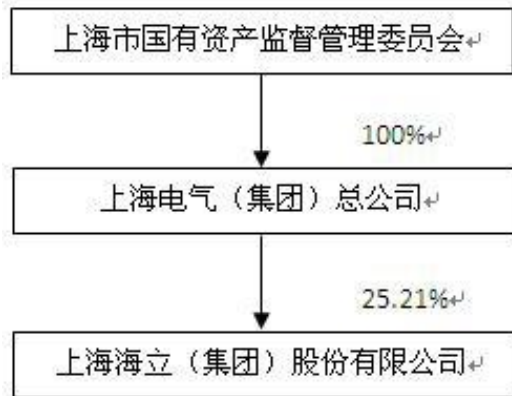 上海市国有资产监督管理委员会↵
100%↵
上海电气（集团）总公司↵
25.21%↵
上海海立（集团）股份有限公司↵